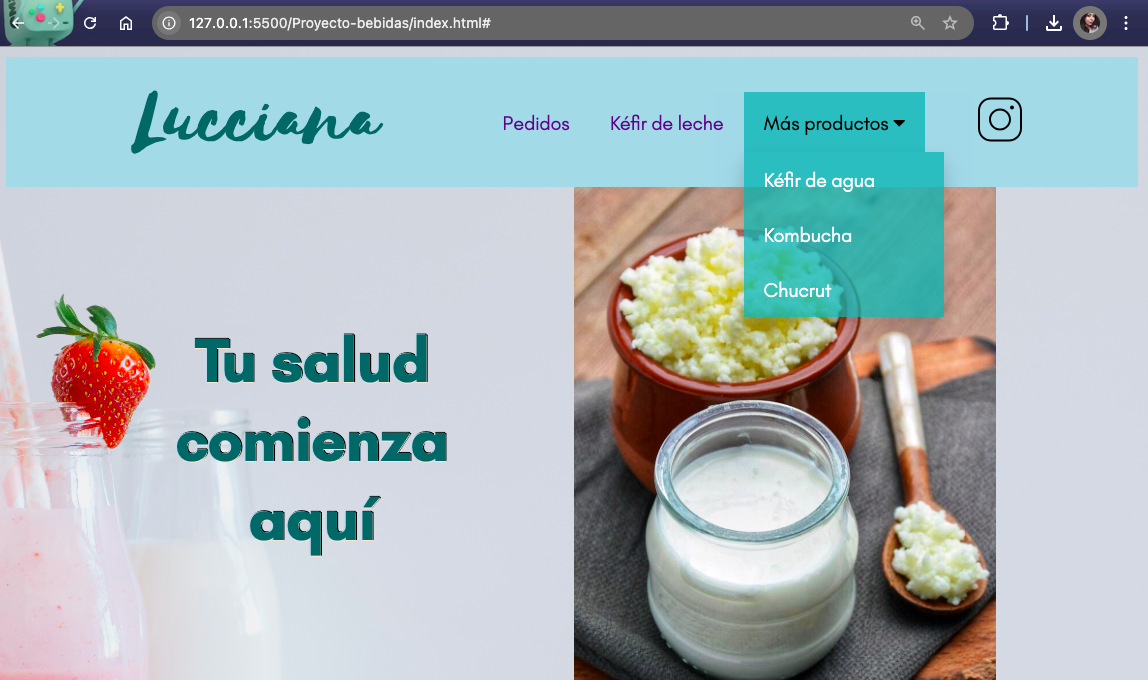 127.0.0.1:5500/Proyecto-bebidas/index.html#
Lucciana
Pedidos
Kéfir de leche
Más productos
Kéfir de agua
Kombucha
Chucrut
Tu salud
comienza
aquí